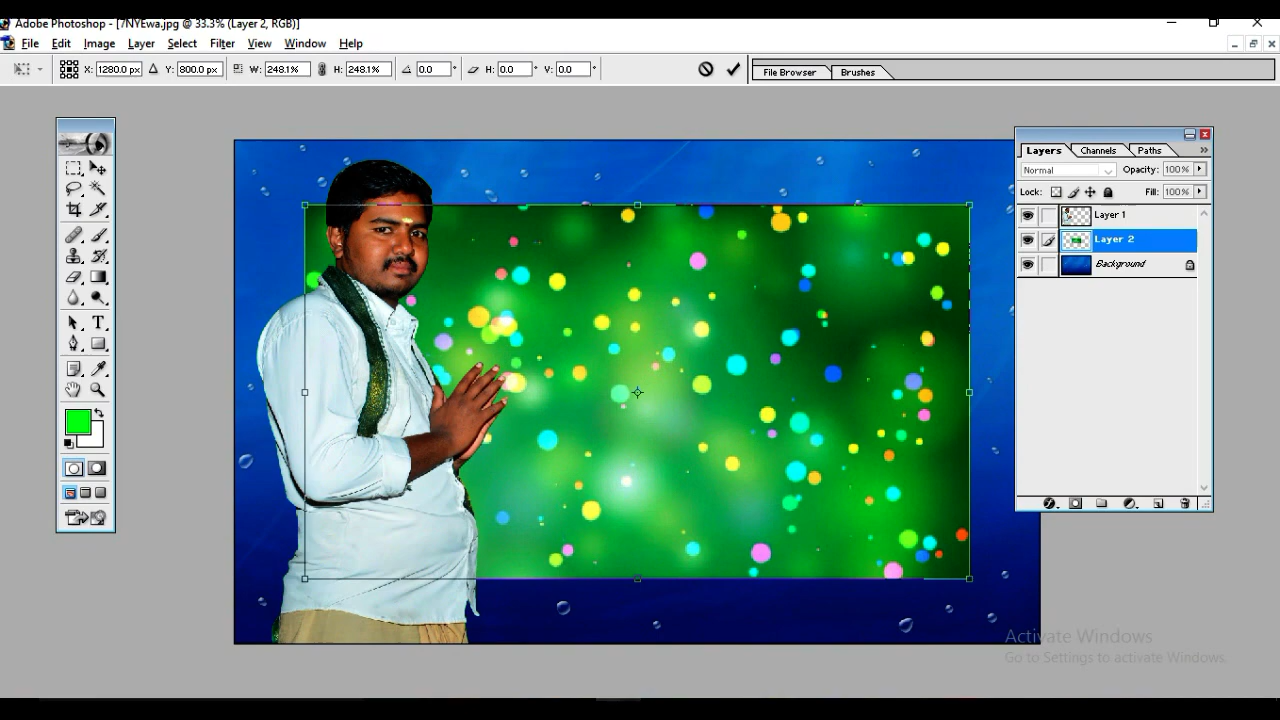 Adobe Photoshop - [7NYEwa.jpg @ 33.3% (Layer 2, RGB)]
File Edit Image Layer Select Filter View Window Help
X: 1280.0 px Y: 800.0 px W: 248.1% H: 248.1% 0.0 ° H: 0.0 ° V: 0.0 ° File Browser Brushes
Layers Channels Paths
Normal Opacity: 100%
Lock: Fill: 100%
Layer 1
Layer 2
Background
T
Activate Windows
Go to Settings to activate Windows.